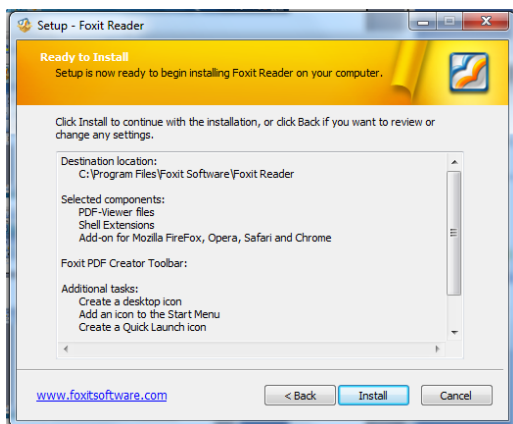 Setup - Foxit Reader
Ready to Install
Setup is now ready to begin installing Foxit Reader on your computer.
Click Install to continue with the installation, or click Back if you want to review or
change any settings.
Destination location:
C:\Program Files\Foxit Software\Foxit Reader
Selected components:
PDF-Viewer files
Shell Extensions
Add-on for Mozilla FireFox, Opera, Safari and Chrome
Foxit PDF Creator Toolbar:
Additional tasks:
Create a desktop icon
Add an icon to the Start Menu
Create a Quick Launch icon
www.foxitsoftware.com < Back Install Cancel